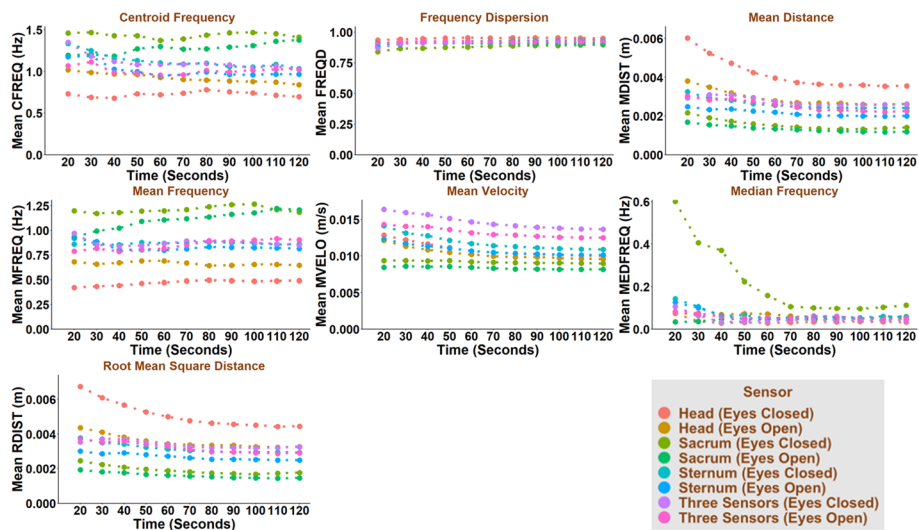 Centroid Frequency
Mean CFREQ (Hz)
1.5
1.0
0.5
0.0
20 30 40 50 60 70 80 90 100 110 120
Time (Seconds)
Frequency Dispersion
Mean FREQD
1.00
0.75
0.50
0.25
0.00
20 30 40 50 60 70 80 90 100 110 120
Time (Seconds)
Mean Distance
Mean MDIST (m)
0.006
0.004
0.002
0.000
20 30 40 50 60 70 80 90 100 110 120
Time (Seconds)
Mean Frequency
Mean MFREQ (Hz)
1.25
1.00
0.75
0.50
0.25
0.00
20 30 40 50 60 70 80 90 100 110 120
Time (Seconds)
Mean Velocity
Mean MVELO (m/s)
0.015
0.010
0.005
0.000
20 30 40 50 60 70 80 90 100 110 120
Time (Seconds)
Median Frequency
Mean MEDFREQ (Hz)
0.6
0.4
0.2
0.0
20 30 40 50 60 70 80 90 100 110 120
Time (Seconds)
Root Mean Square Distance
Mean RDIST (m)
0.006
0.004
0.002
0.000
20 30 40 50 60 70 80 90 100 110 120
Time (Seconds)
Sensor
Head (Eyes Closed)
Head (Eyes Open)
Sacrum (Eyes Closed)
Sacrum (Eyes Open)
Sternum (Eyes Closed)
Sternum (Eyes Open)
Three Sensors (Eyes Closed)
Three Sensors (Eyes Open)